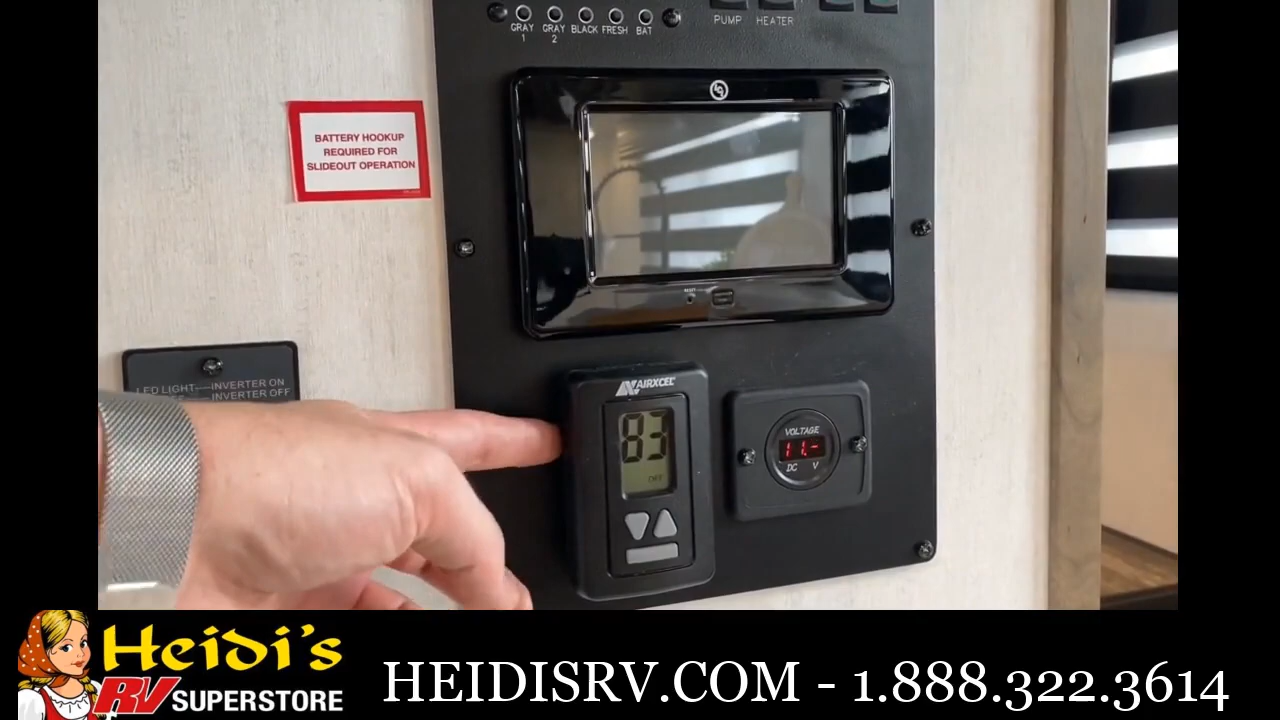 GRAY
1
GRAY
2
BLACK
FRESH
BAT
PUMP
HEATER
BATTERY HOOKUP
REQUIRED FOR
SLIDEOUT OPERATION
LED LIGHT INVERTER ON
INVERTER OFF
AIRXCEL
83
OFF
VOLTAGE
11.-
DC V
Heidi's
RV SUPERSTORE
HEIDISRV.COM - 1.888.322.3614